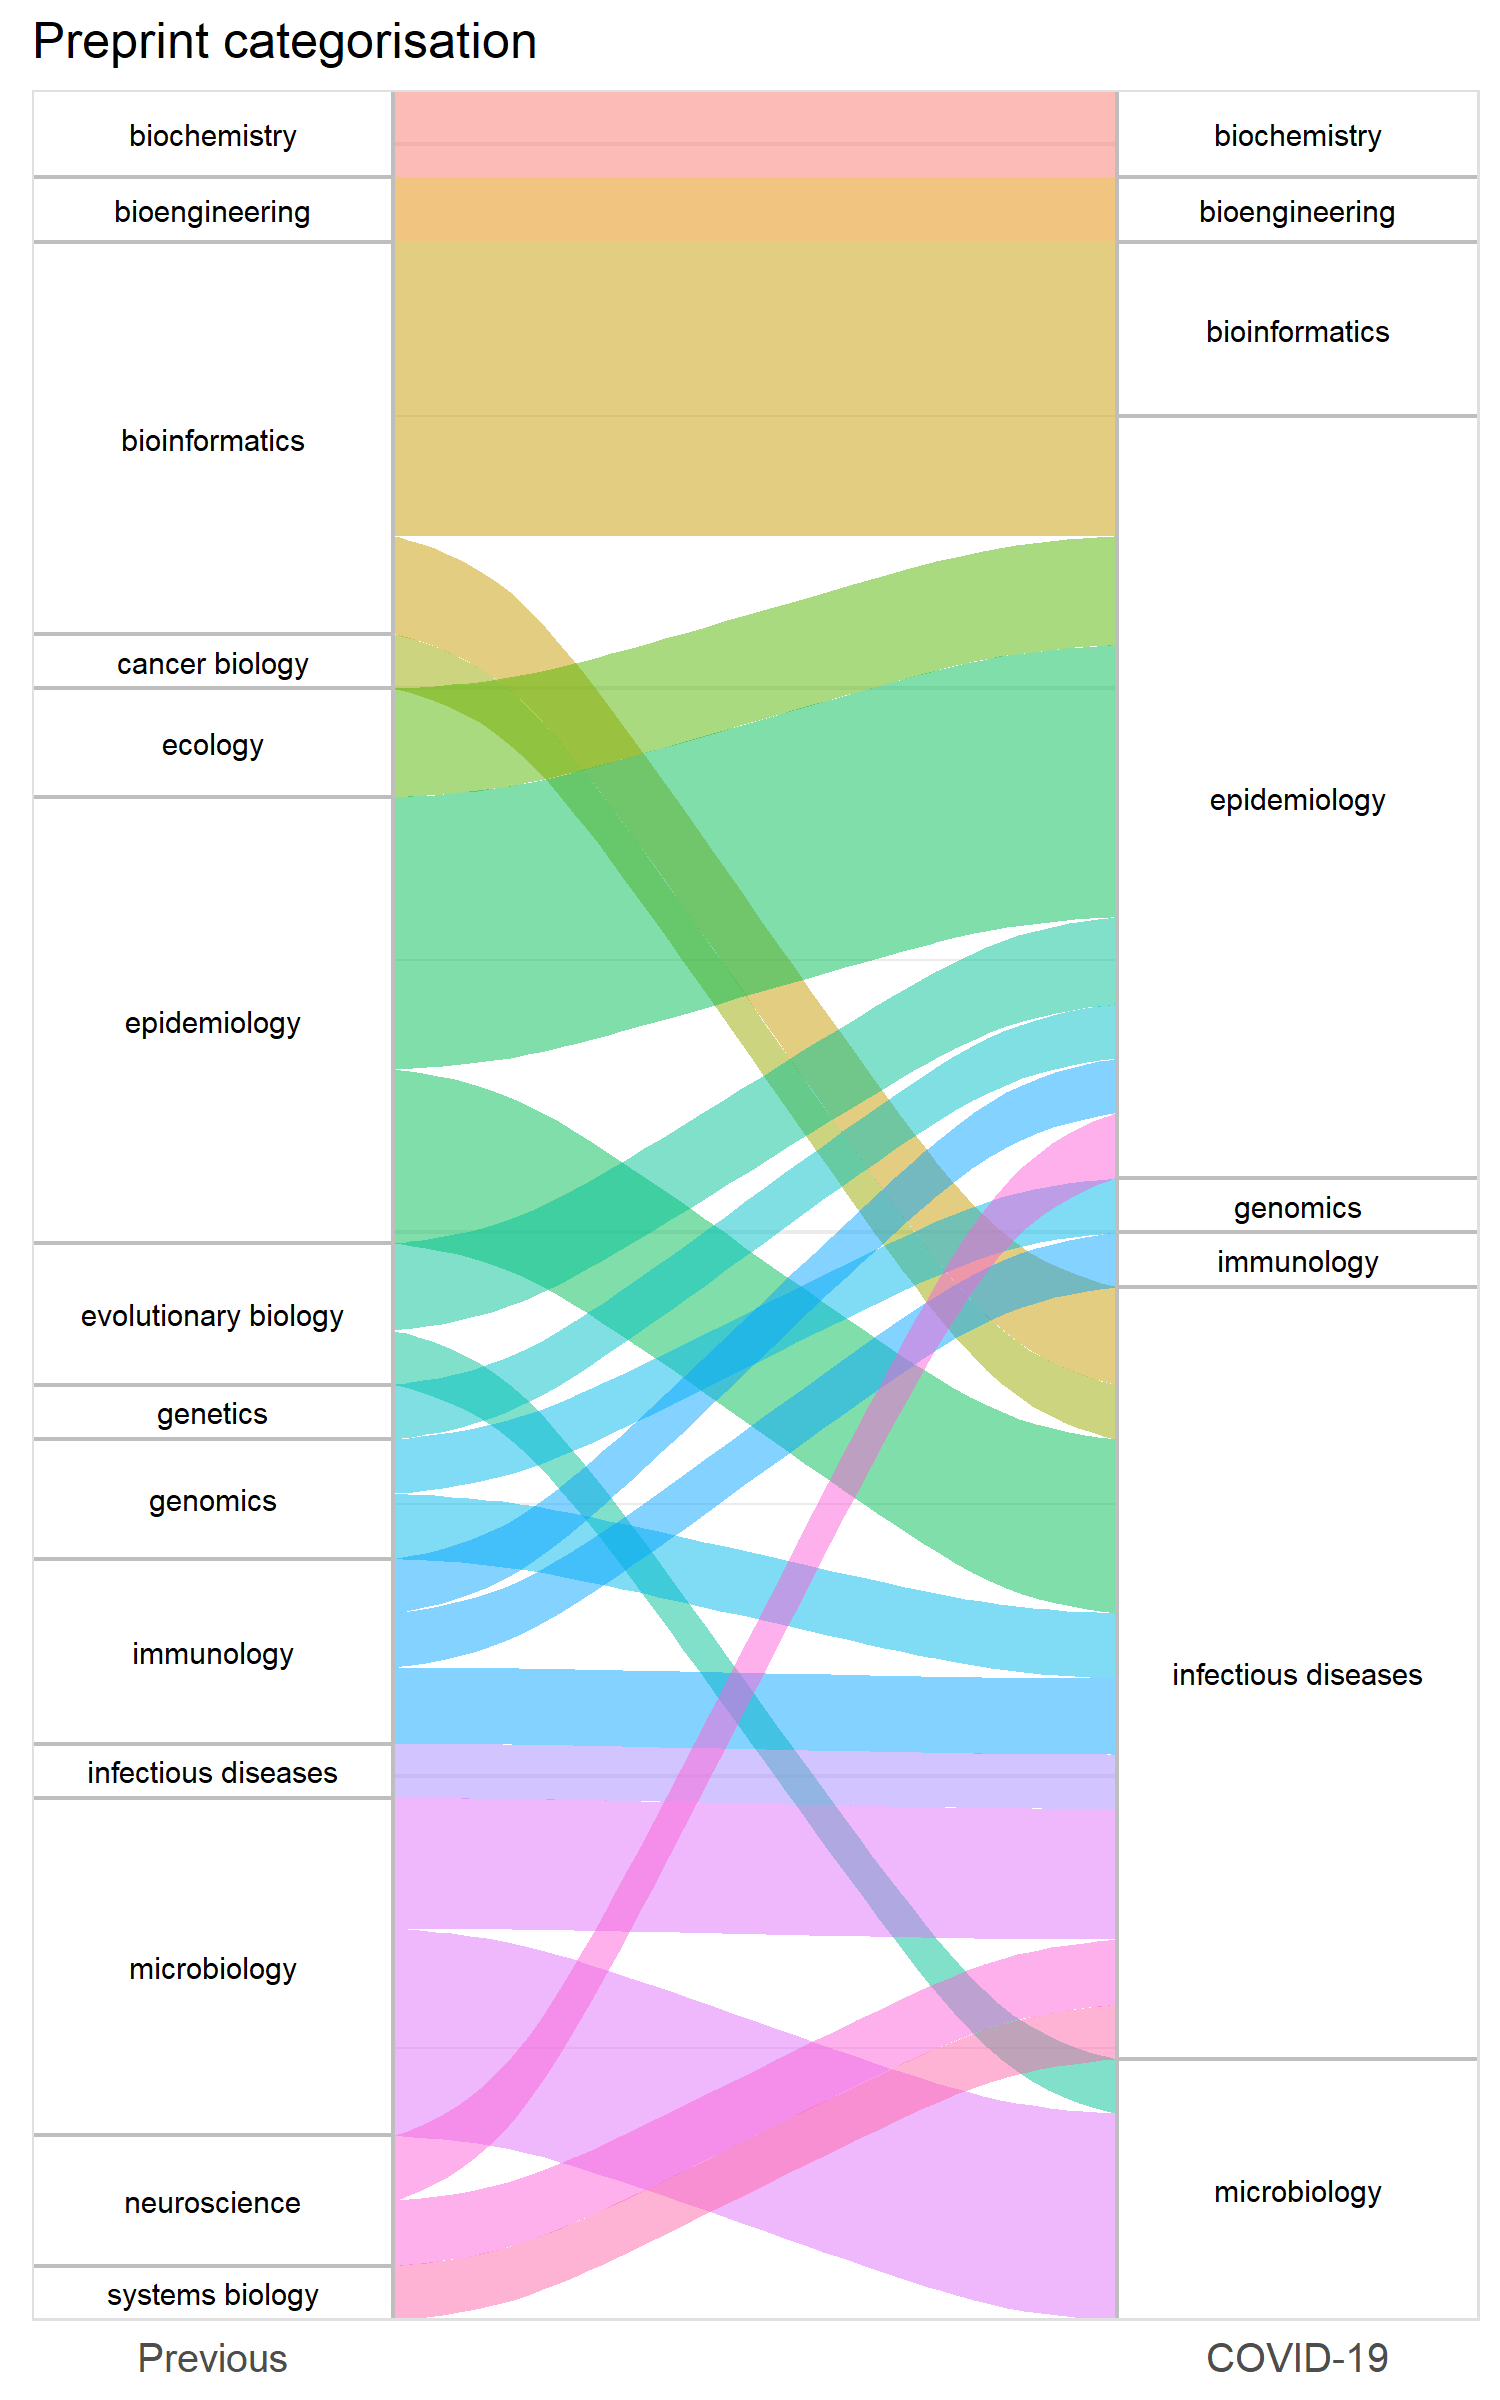 Preprint categorisation
biochemistry
bioengineering
bioinformatics
cancer biology
ecology
epidemiology
evolutionary biology
genetics
genomics
immunology
infectious diseases
microbiology
neuroscience
systems biology
Previous
biochemistry
bioengineering
bioinformatics
epidemiology
genomics
immunology
infectious diseases
microbiology
COVID-19